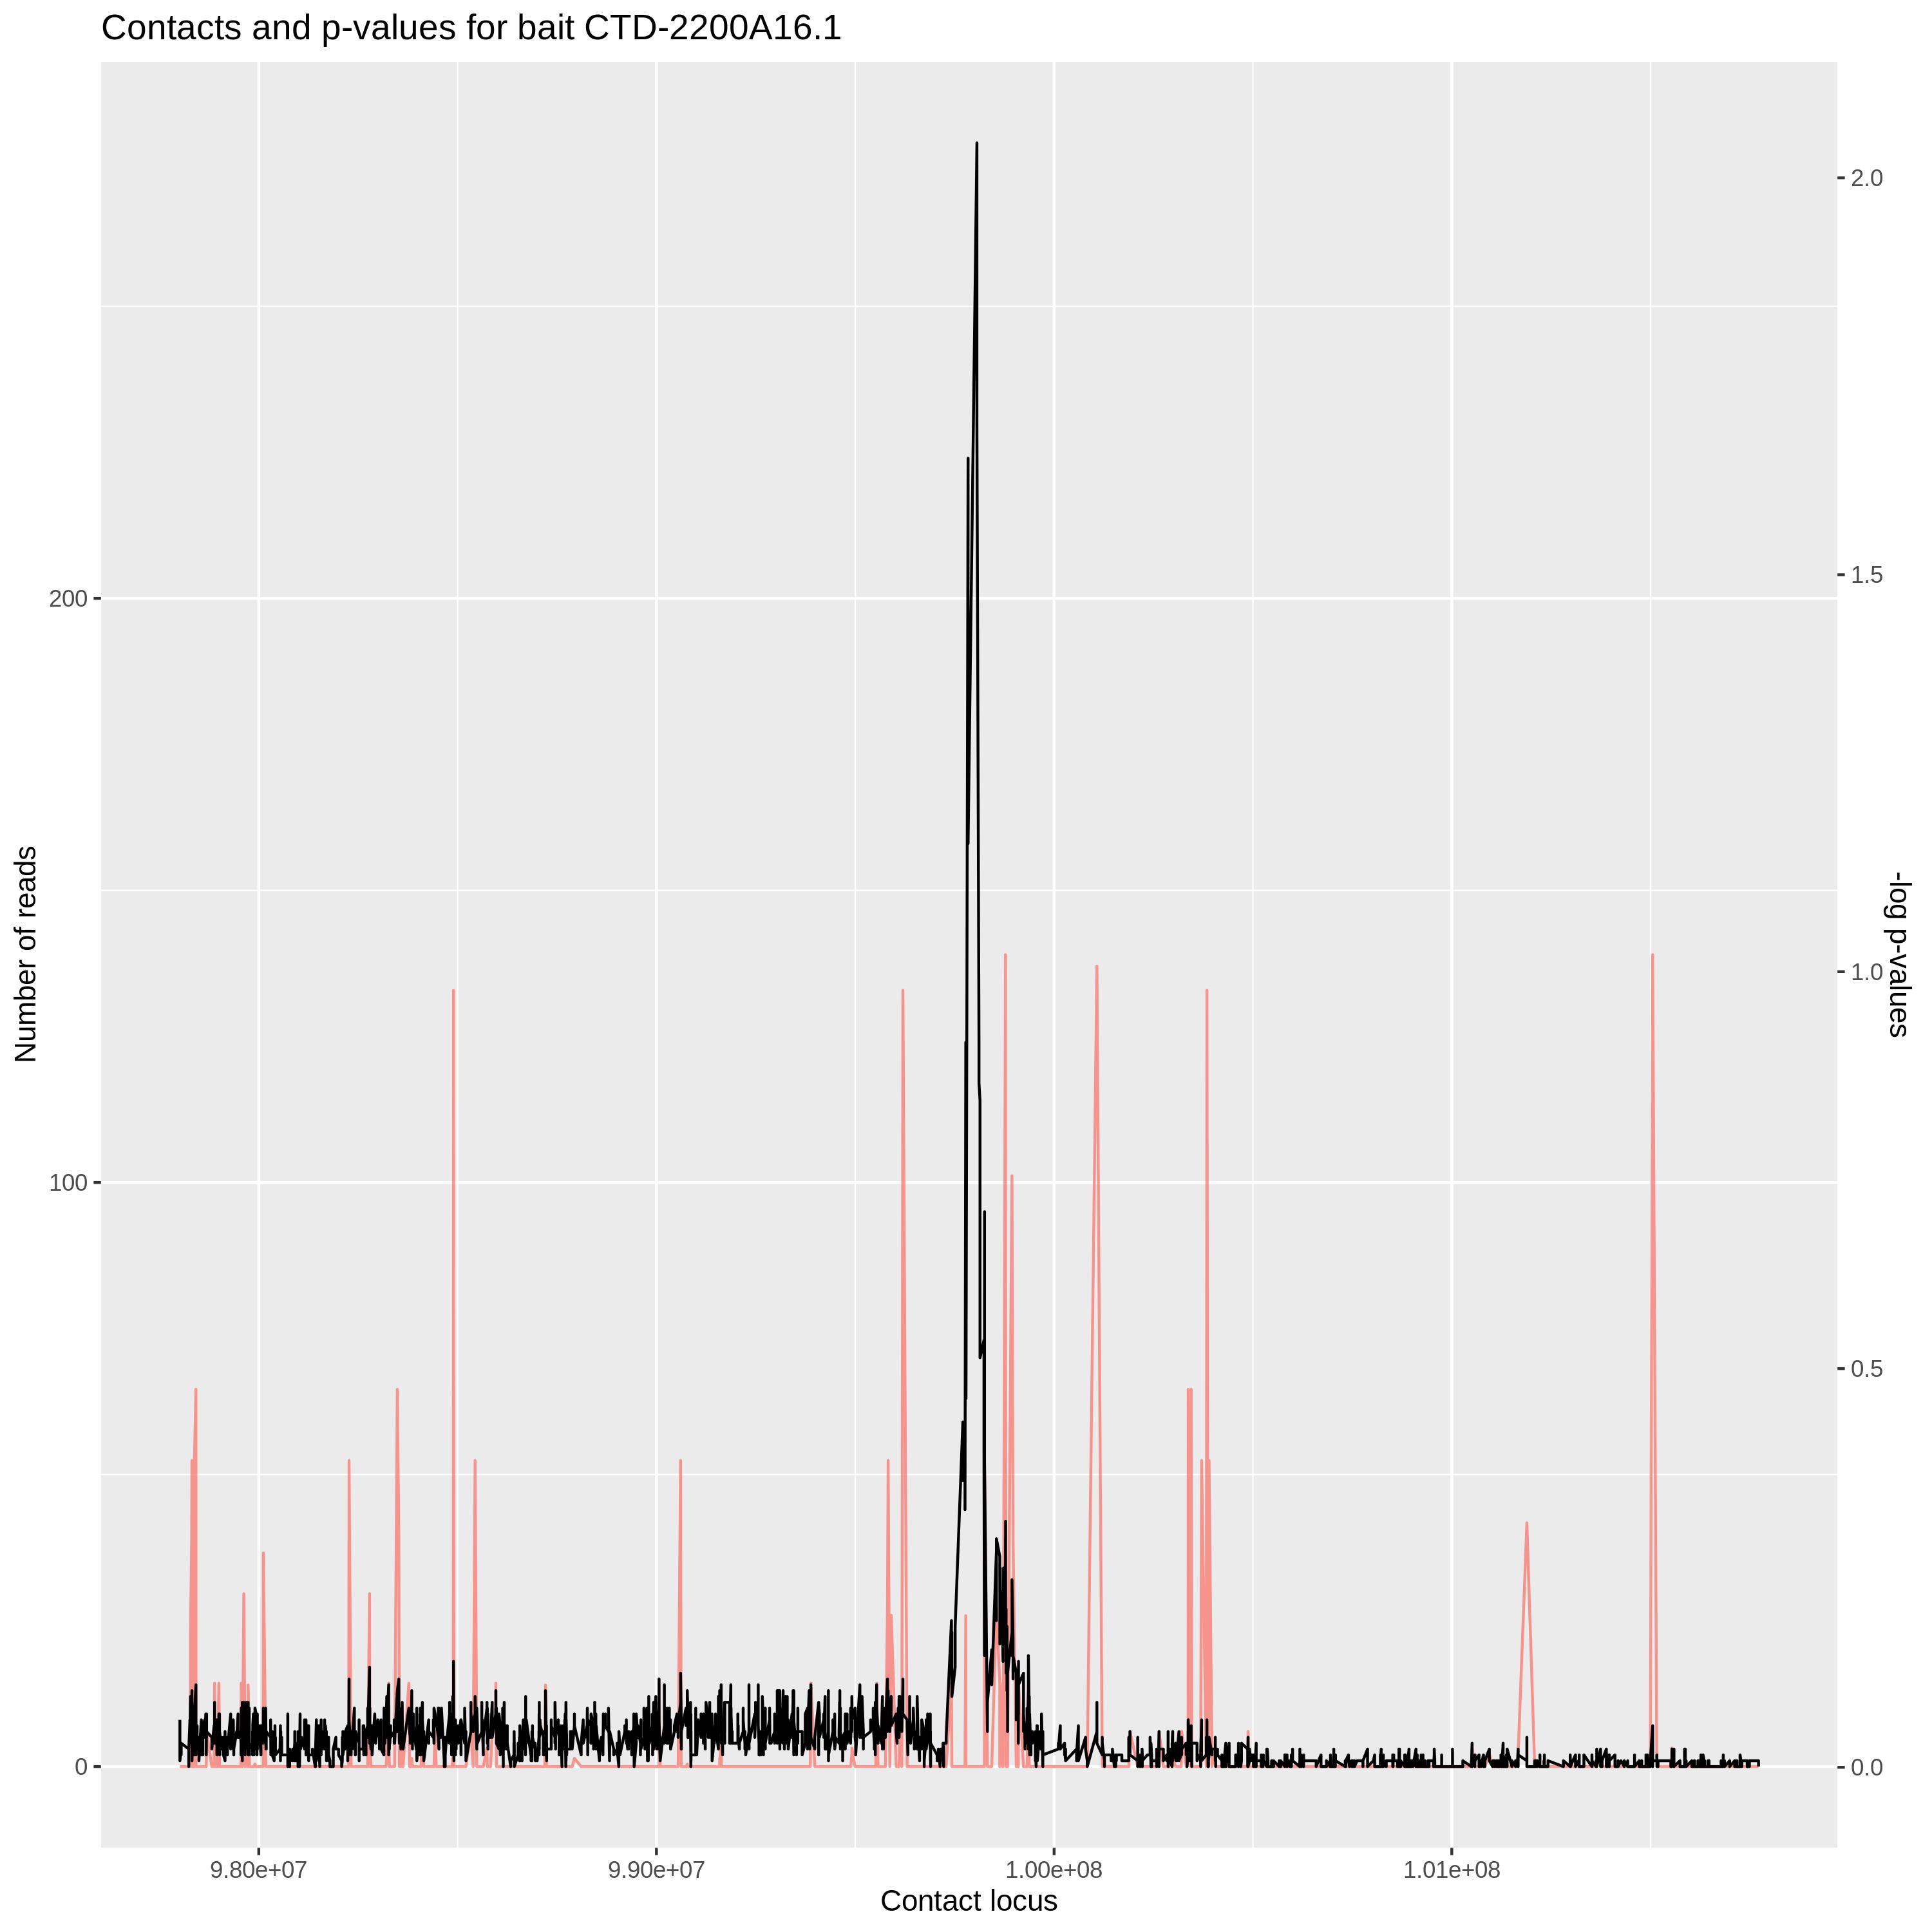 Contacts and p-values for bait CTD-2200A16.1
Number of reads
200
100
0
2.0
1.5
1.0
0.5
0.0
-log p-values
9.80e+07
9.90e+07
1.00e+08
1.01e+08
Contact locus